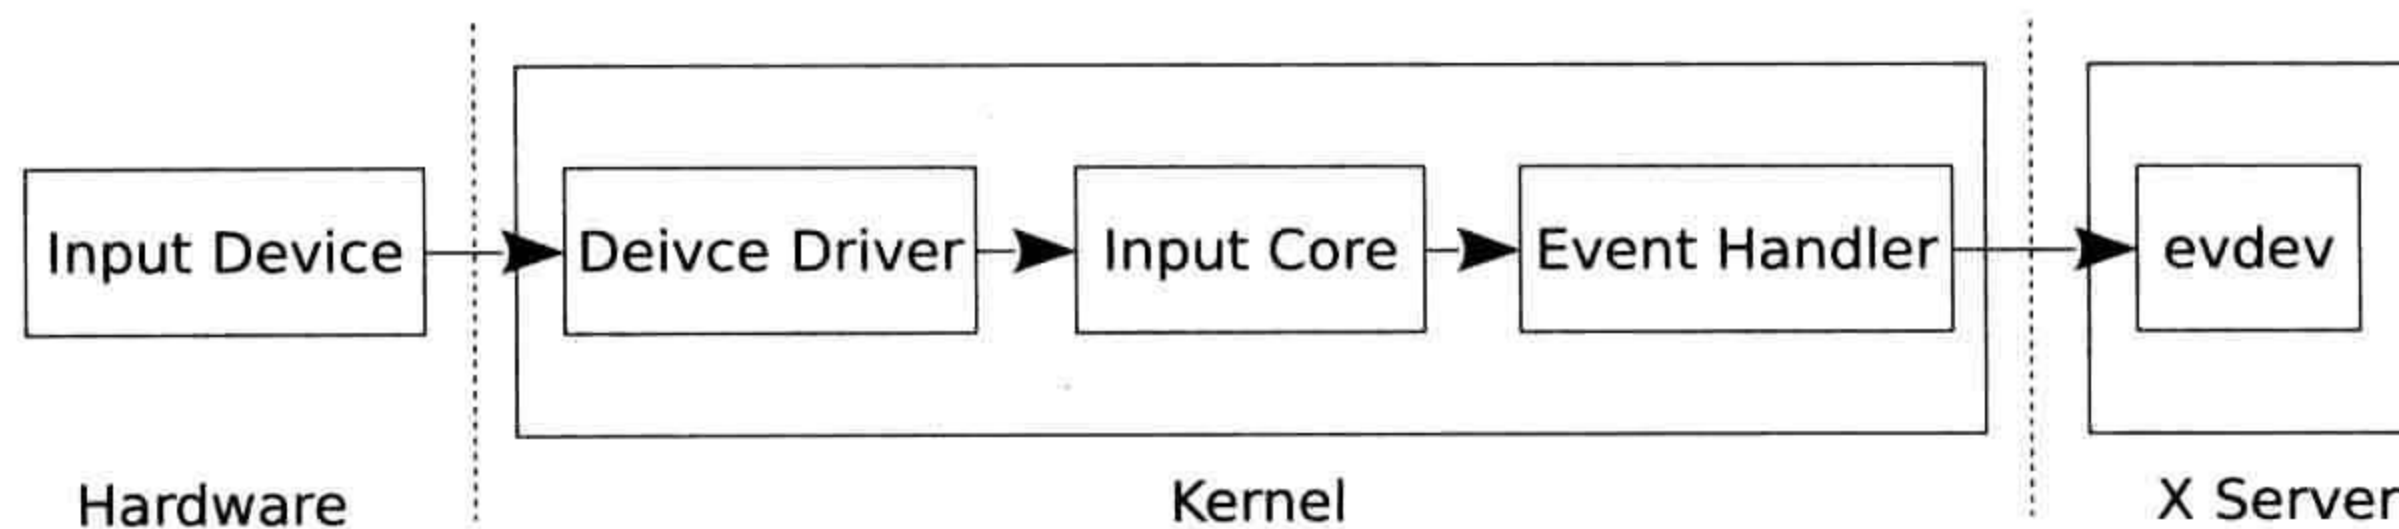 Input Device
Deivce Driver
Input Core
Event Handler
evdev
Hardware
Kernel
X Server